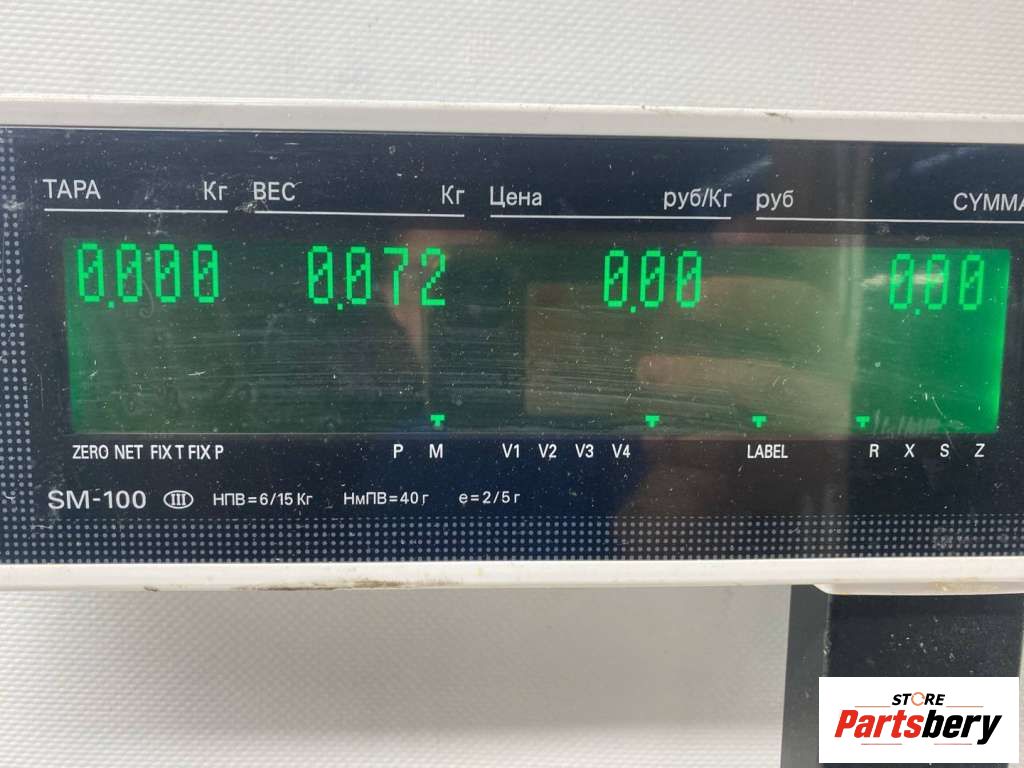 ТАРА Кг ВЕС Кг Цена руб/Кг руб СУММА
0.000 0.072 0.00 0.00
ZERO NET FIX T FIX P P M V1 V2 V3 V4 LABEL R X S Z
SM-100 III НПВ=6/15 Кг НмПВ=40 г е=2/5 г
STORE
Partsbery